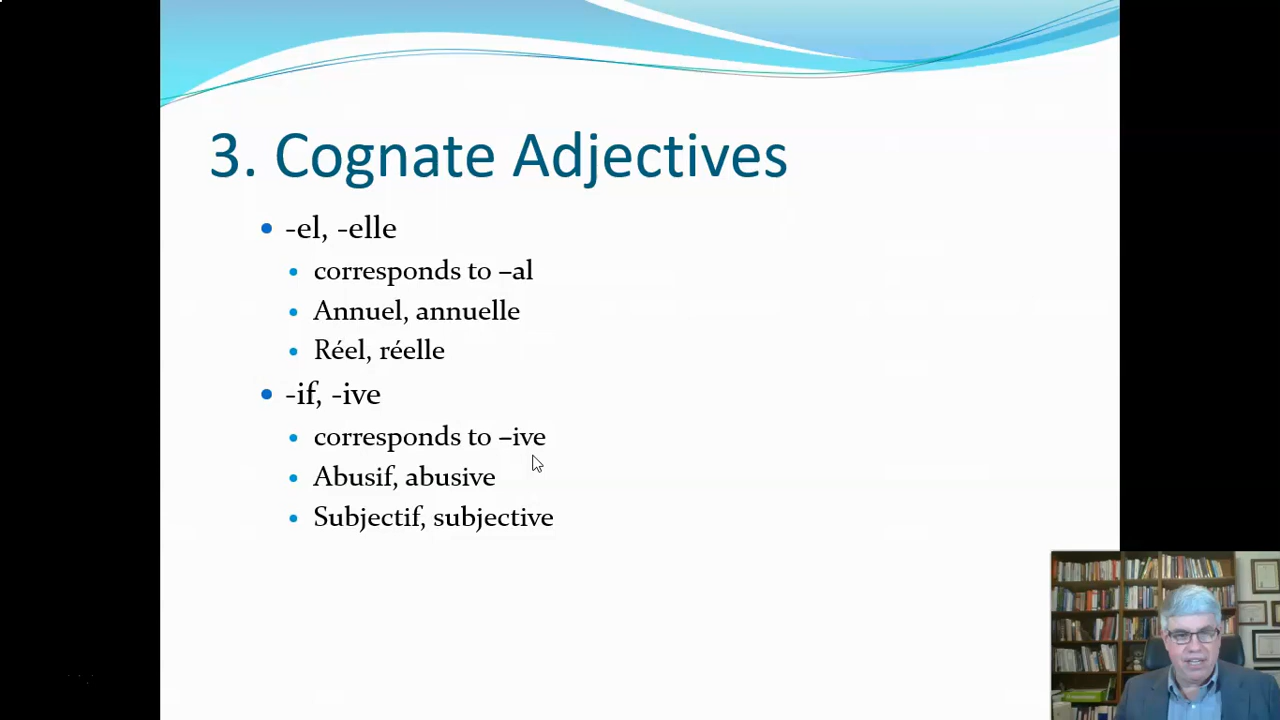 3. Cognate Adjectives
-el, -elle
corresponds to –al
Annuel, annuelle
Réel, réelle
-if, -ive
corresponds to –ive
Abusif, abusive
Subjectif, subjective